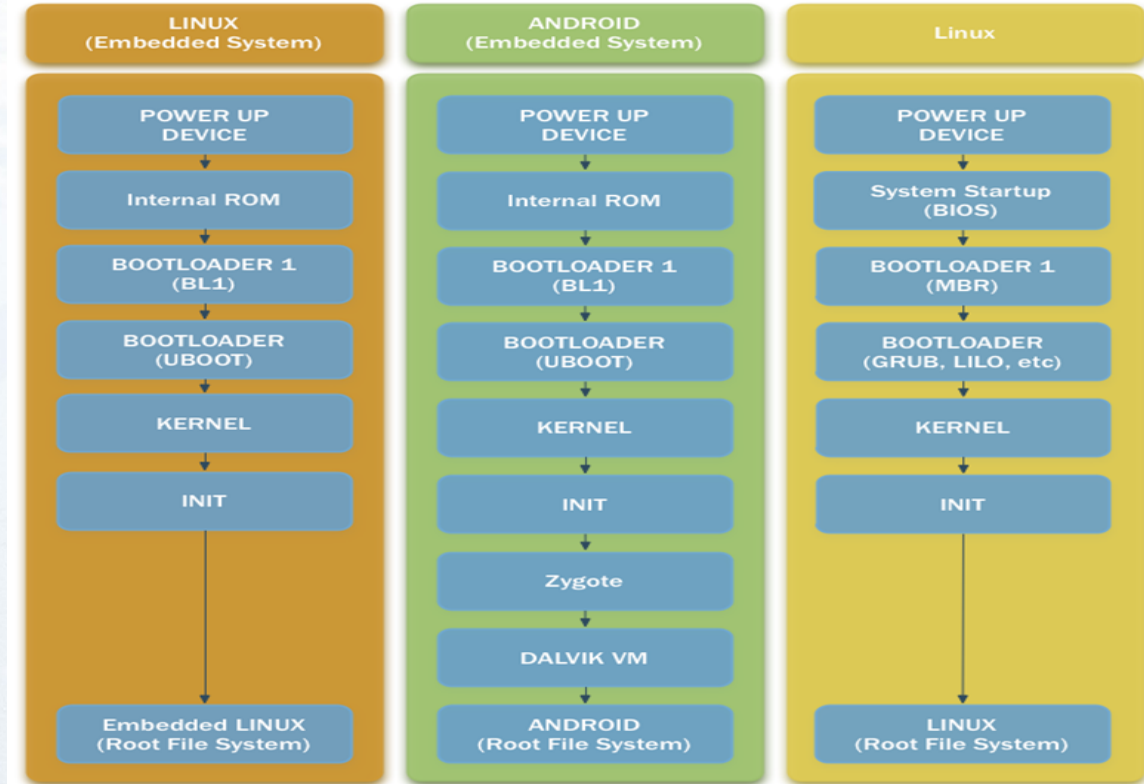 LINUX
(Embedded System)
POWER UP
DEVICE
Internal ROM
BOOTLOADER 1
(BL1)
BOOTLOADER
(UBOOT)
KERNEL
INIT
Embedded LINUX
(Root File System)
ANDROID
(Embedded System)
POWER UP
DEVICE
Internal ROM
BOOTLOADER 1
(BL1)
BOOTLOADER
(UBOOT)
KERNEL
INIT
Zygote
DALVIK VM
ANDROID
(Root File System)
Linux
POWER UP
DEVICE
System Startup
(BIOS)
BOOTLOADER 1
(MBR)
BOOTLOADER
(GRUB, LILO, etc)
KERNEL
INIT
LINUX
(Root File System)